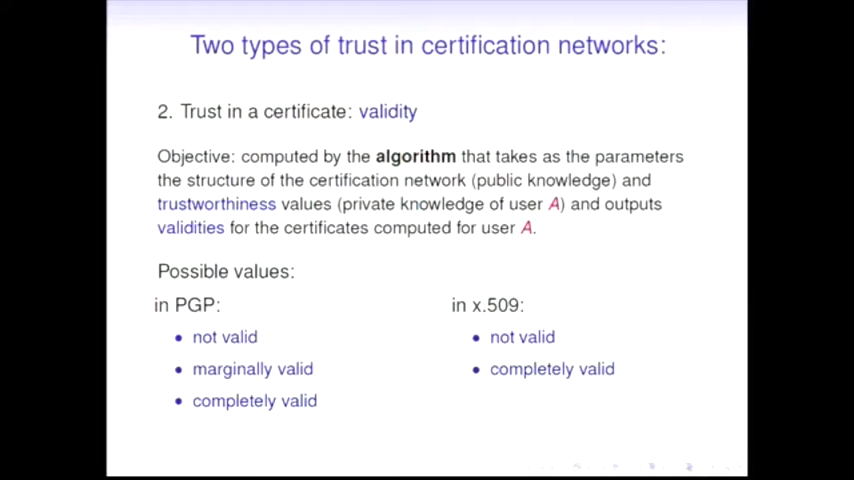 Two types of trust in certification networks:
2. Trust in a certificate: validity
Objective: computed by the algorithm that takes as the parameters
the structure of the certification network (public knowledge) and
trustworthiness values (private knowledge of user A) and outputs
validities for the certificates computed for user A.
Possible values:
in PGP:
• not valid
• marginally valid
• completely valid
in x.509:
• not valid
• completely valid